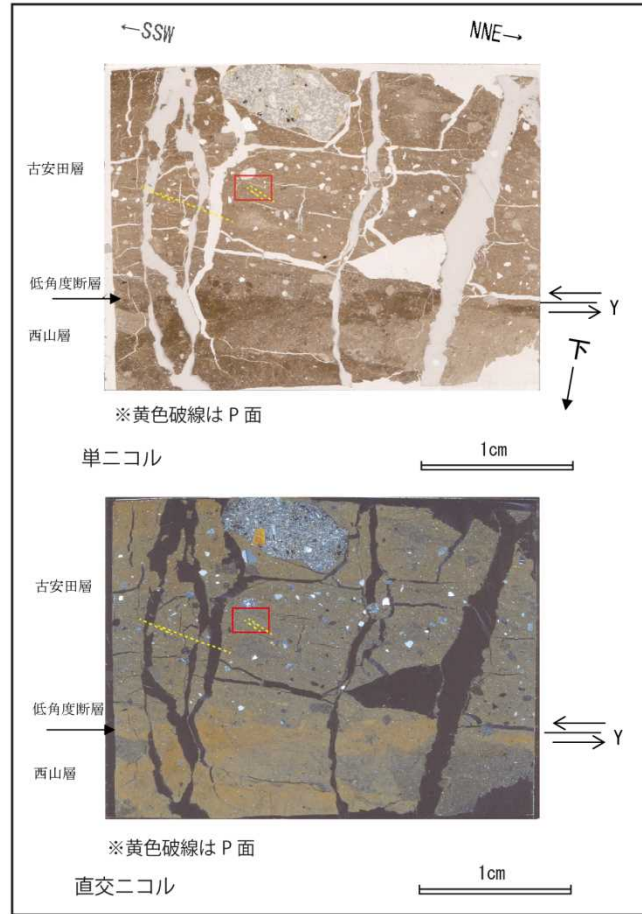 ←SSW
NNE→
古安田層
低角度断層
Y
西山層
下
※黄色破線は P 面
単ニコル
1cm
古安田層
低角度断層
Y
西山層
※黄色破線は P 面
直交ニコル
1cm